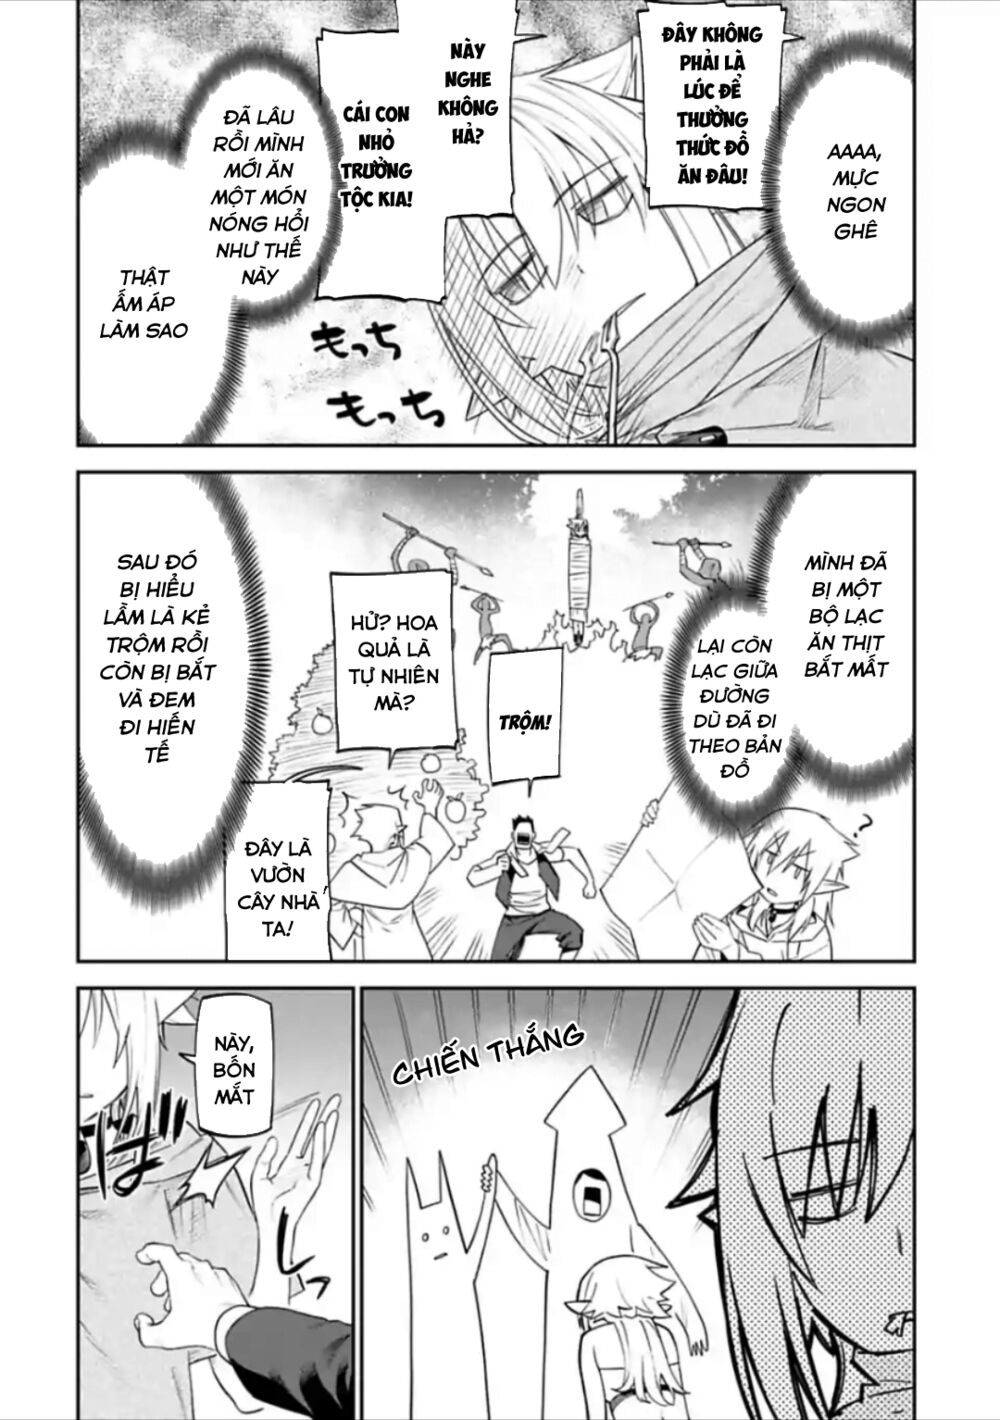 AAAA,
MỰC
NGON
GHÊ
ĐÂY KHÔNG
PHẢI LÀ
LÚC ĐỂ
THƯỞNG
THỨC ĐỒ
ĂN ĐÂU!
NÀY
NGHE
KHÔNG
HẢ?
CÁI CON
NHỎ
TRƯỞNG
TỘC KIA!
ĐÃ LÂU
RỒI MÌNH
MỚI ĂN
MỘT MÓN
NÓNG HỔI
NHƯ THẾ
NÀY
THẬT
ẤM ÁP
LÀM SAO
もっち
もっち
MÌNH ĐÃ
BỊ MỘT
BỘ LẠC
ĂN THỊT
BẮT MẤT
LẠI CÒN
LẠC GIỮA
ĐƯỜNG
DÙ ĐÃ ĐI
THEO BẢN
ĐỒ
?
TRỘM!
HỬ? HOA
QUẢ LÀ
TỰ NHIÊN
MÀ?
ĐÂY LÀ
VƯỜN
CÂY NHÀ
TA!
SAU ĐÓ
BỊ HIỂU
LẦM LÀ KẺ
TRỘM RỒI
CÒN BỊ BẮT
VÀ ĐEM
ĐI HIẾN
TẾ
CHIẾN THẮNG
NÀY,
BỐN
MẮT